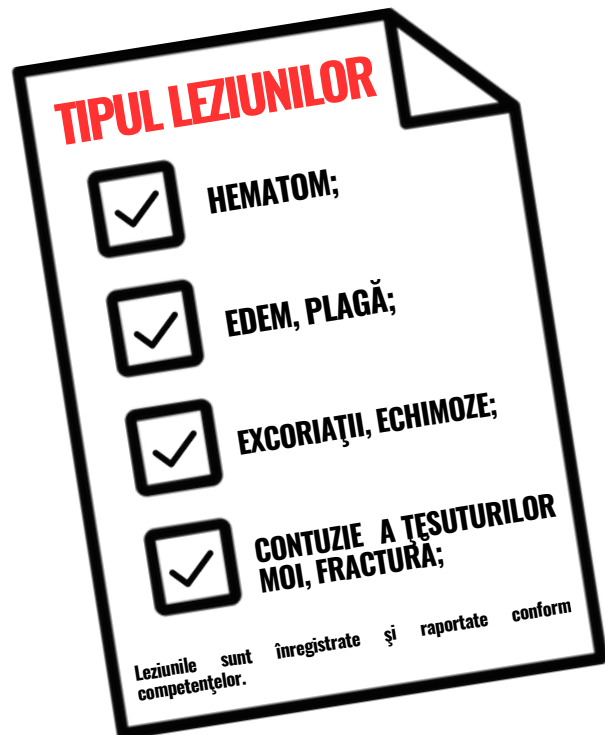 TIPUL LEZIUNILOR
HEMATOM;
EDEM, PLAGĂ;
EXCORIAŢII, ECHIMOZE;
CONTUZIE A ŢESUTURILOR
MOI, FRACTURĂ;
Leziunile sunt înregistrate şi raportate conform
competenţelor.